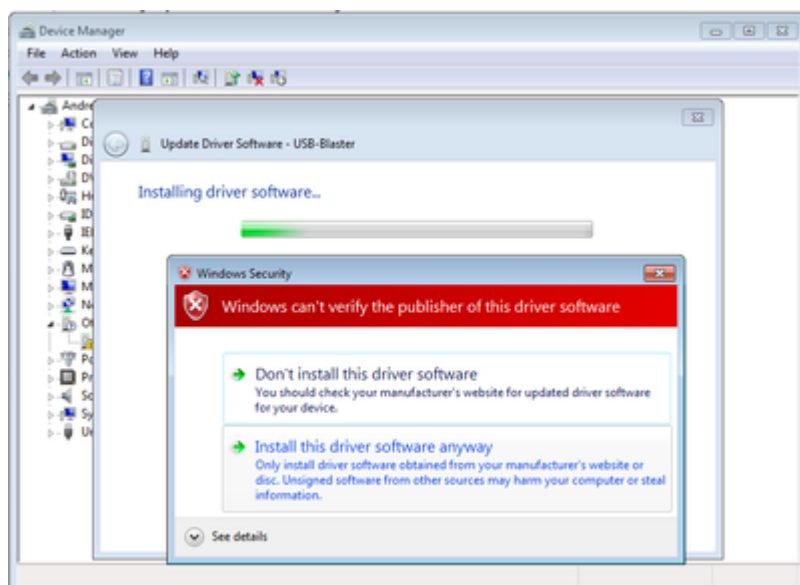 Device Manager
File Action View Help
Andre
Update Driver Software - USB-Blaster
Installing driver software...
Windows Security
Windows can't verify the publisher of this driver software
Don't install this driver software
You should check your manufacturer's website for updated driver software
for your device.
Install this driver software anyway
Only install driver software obtained from your manufacturer's website or
disc. Unsigned software from other sources may harm your computer or steal
information.
See details